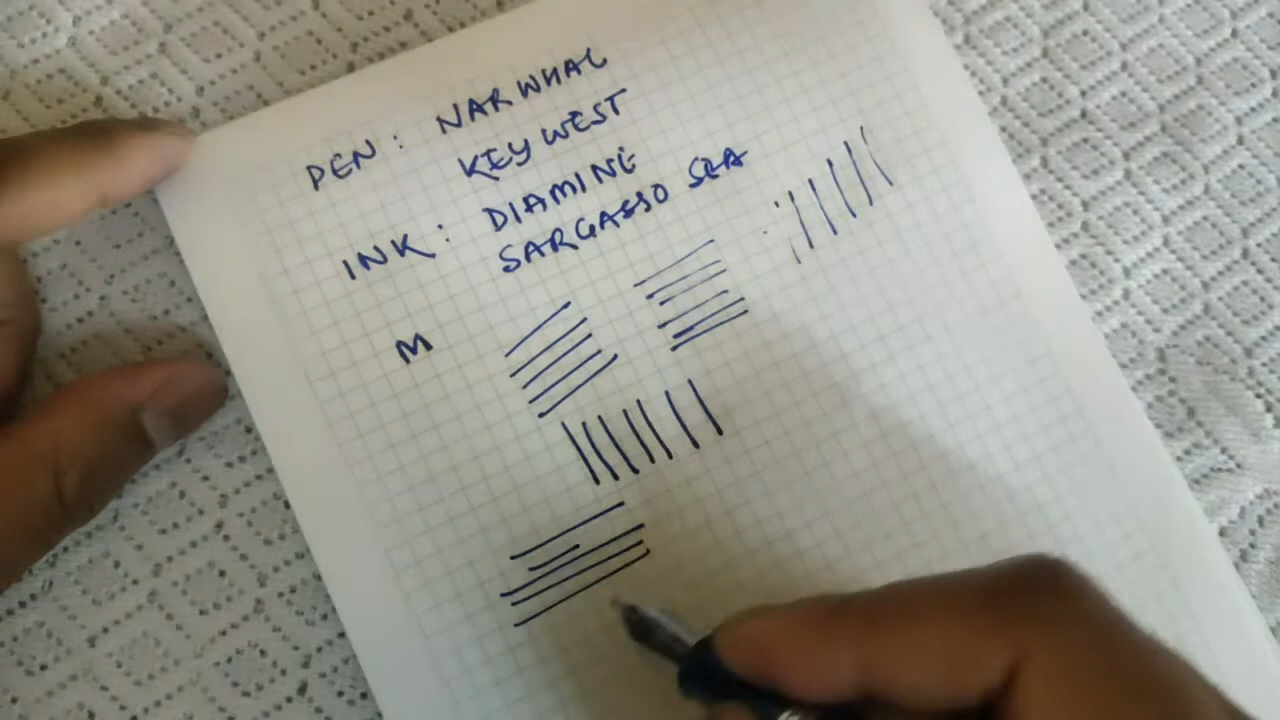 PEN: NARWHAL
KEY WEST
INK: DIAMINE
SARGASSO SEA
M